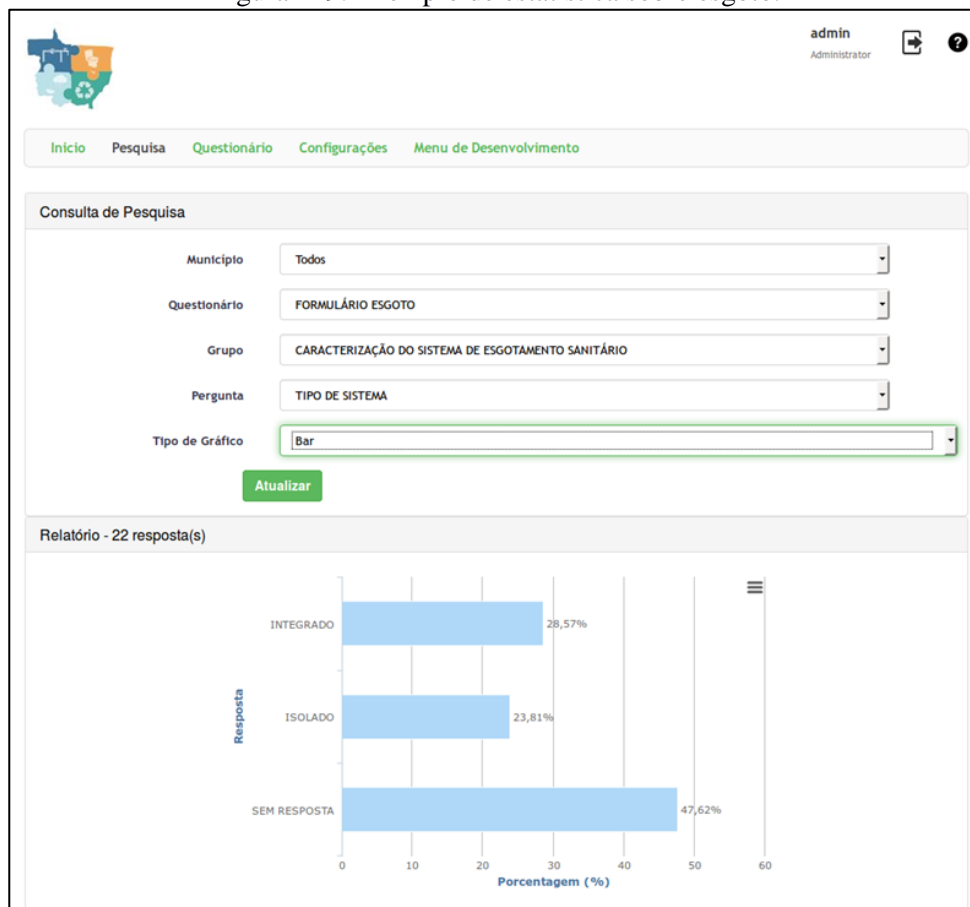 admin
Administrator
Inicio Pesquisa Questionário Configurações Menu de Desenvolvimento
Consulta de Pesquisa
Município Todos
Questionário FORMULÁRIO ESGOTO
Grupo CARACTERIZAÇÃO DO SISTEMA DE ESGOTAMENTO SANITÁRIO
Pergunta TIPO DE SISTEMA
Tipo de Gráfico Bar
Atualizar
Relatório - 22 resposta(s)
INTEGRADO 28,57%
Resposta
ISOLADO 23,81%
SEM RESPOSTA 47,62%
0 10 20 30 40 50 60
Porcentagem (%)